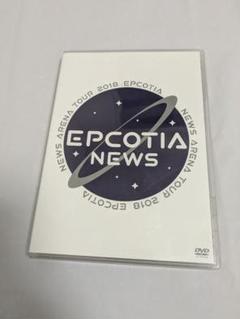 NEWS ARENA TOUR 2018 EPCOTIA
EPCOTIA
NEWS
NEWS ARENA TOUR 2018 EPCOTIA
DVD